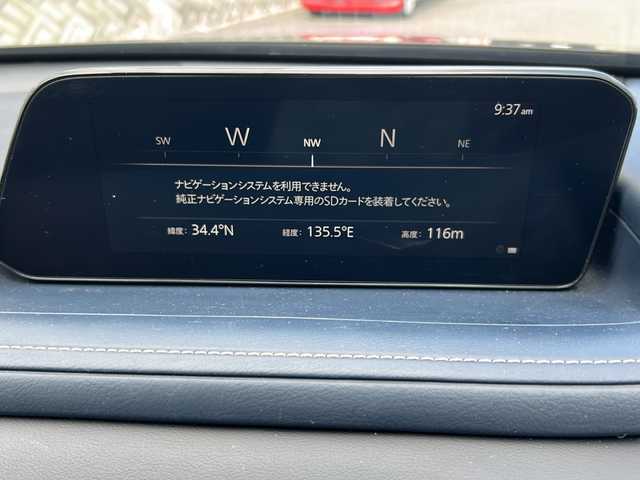 9:37am
SW W NW N NE
ナビゲーションシステムを利用できません。
純正ナビゲーションシステム専用のSDカードを装着してください。
緯度: 34.4°N 経度: 135.5°E 高度: 116m